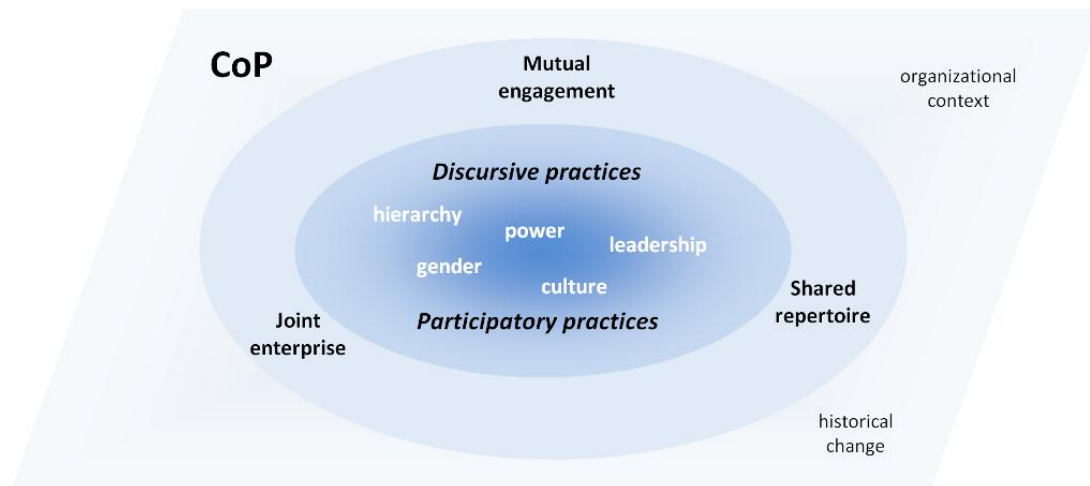 CoP
Mutual
engagement
organizational
context
Discursive practices
hierarchy
power
leadership
gender
culture
Participatory practices
Shared
repertoire
Joint
enterprise
historical
change